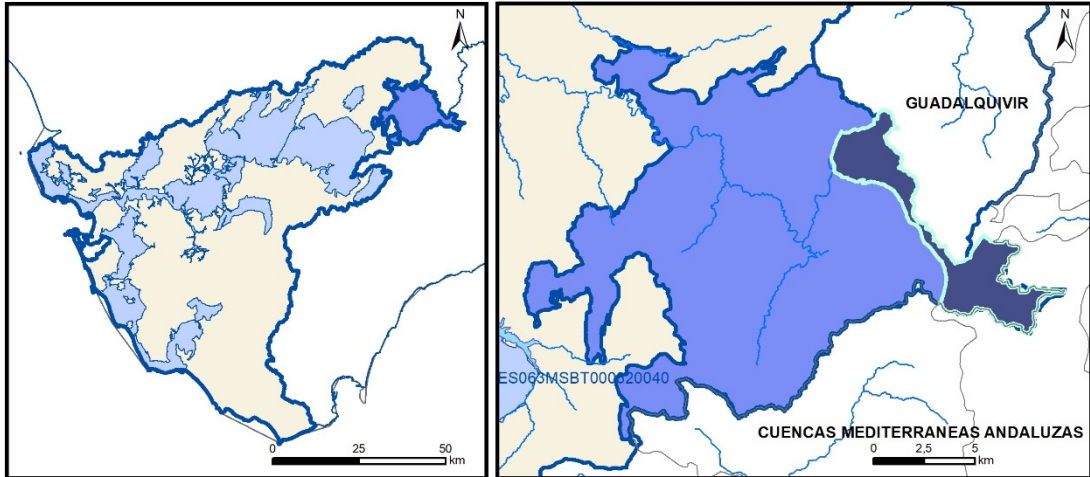 N
0 25 50
km
N
GUADALQUIVIR
ES063MSBT000620040
CUENCAS MEDITERRANEAS ANDALUZAS
0 2,5 5
km